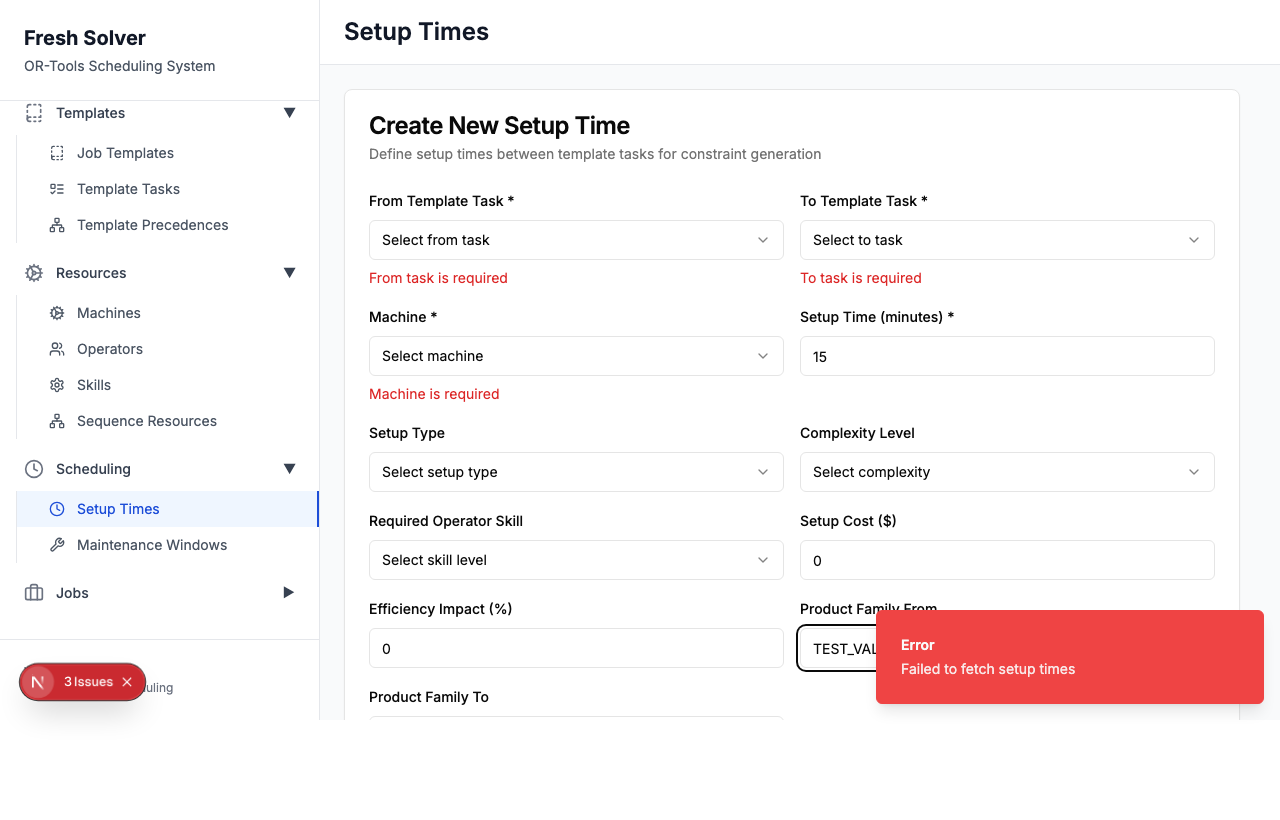 Fresh Solver
OR-Tools Scheduling System
Templates
Job Templates
Template Tasks
Template Precedences
Resources
Machines
Operators
Skills
Sequence Resources
Scheduling
Setup Times
Maintenance Windows
Jobs
3 Issues
Setup Times
Create New Setup Time
Define setup times between template tasks for constraint generation
From Template Task *
To Template Task *
Select from task
Select to task
From task is required
To task is required
Machine *
Setup Time (minutes) *
Select machine
15
Machine is required
Setup Type
Complexity Level
Select setup type
Select complexity
Required Operator Skill
Setup Cost ($)
Select skill level
0
Efficiency Impact (%)
Product Family From
0
Product Family To
Error
Failed to fetch setup times